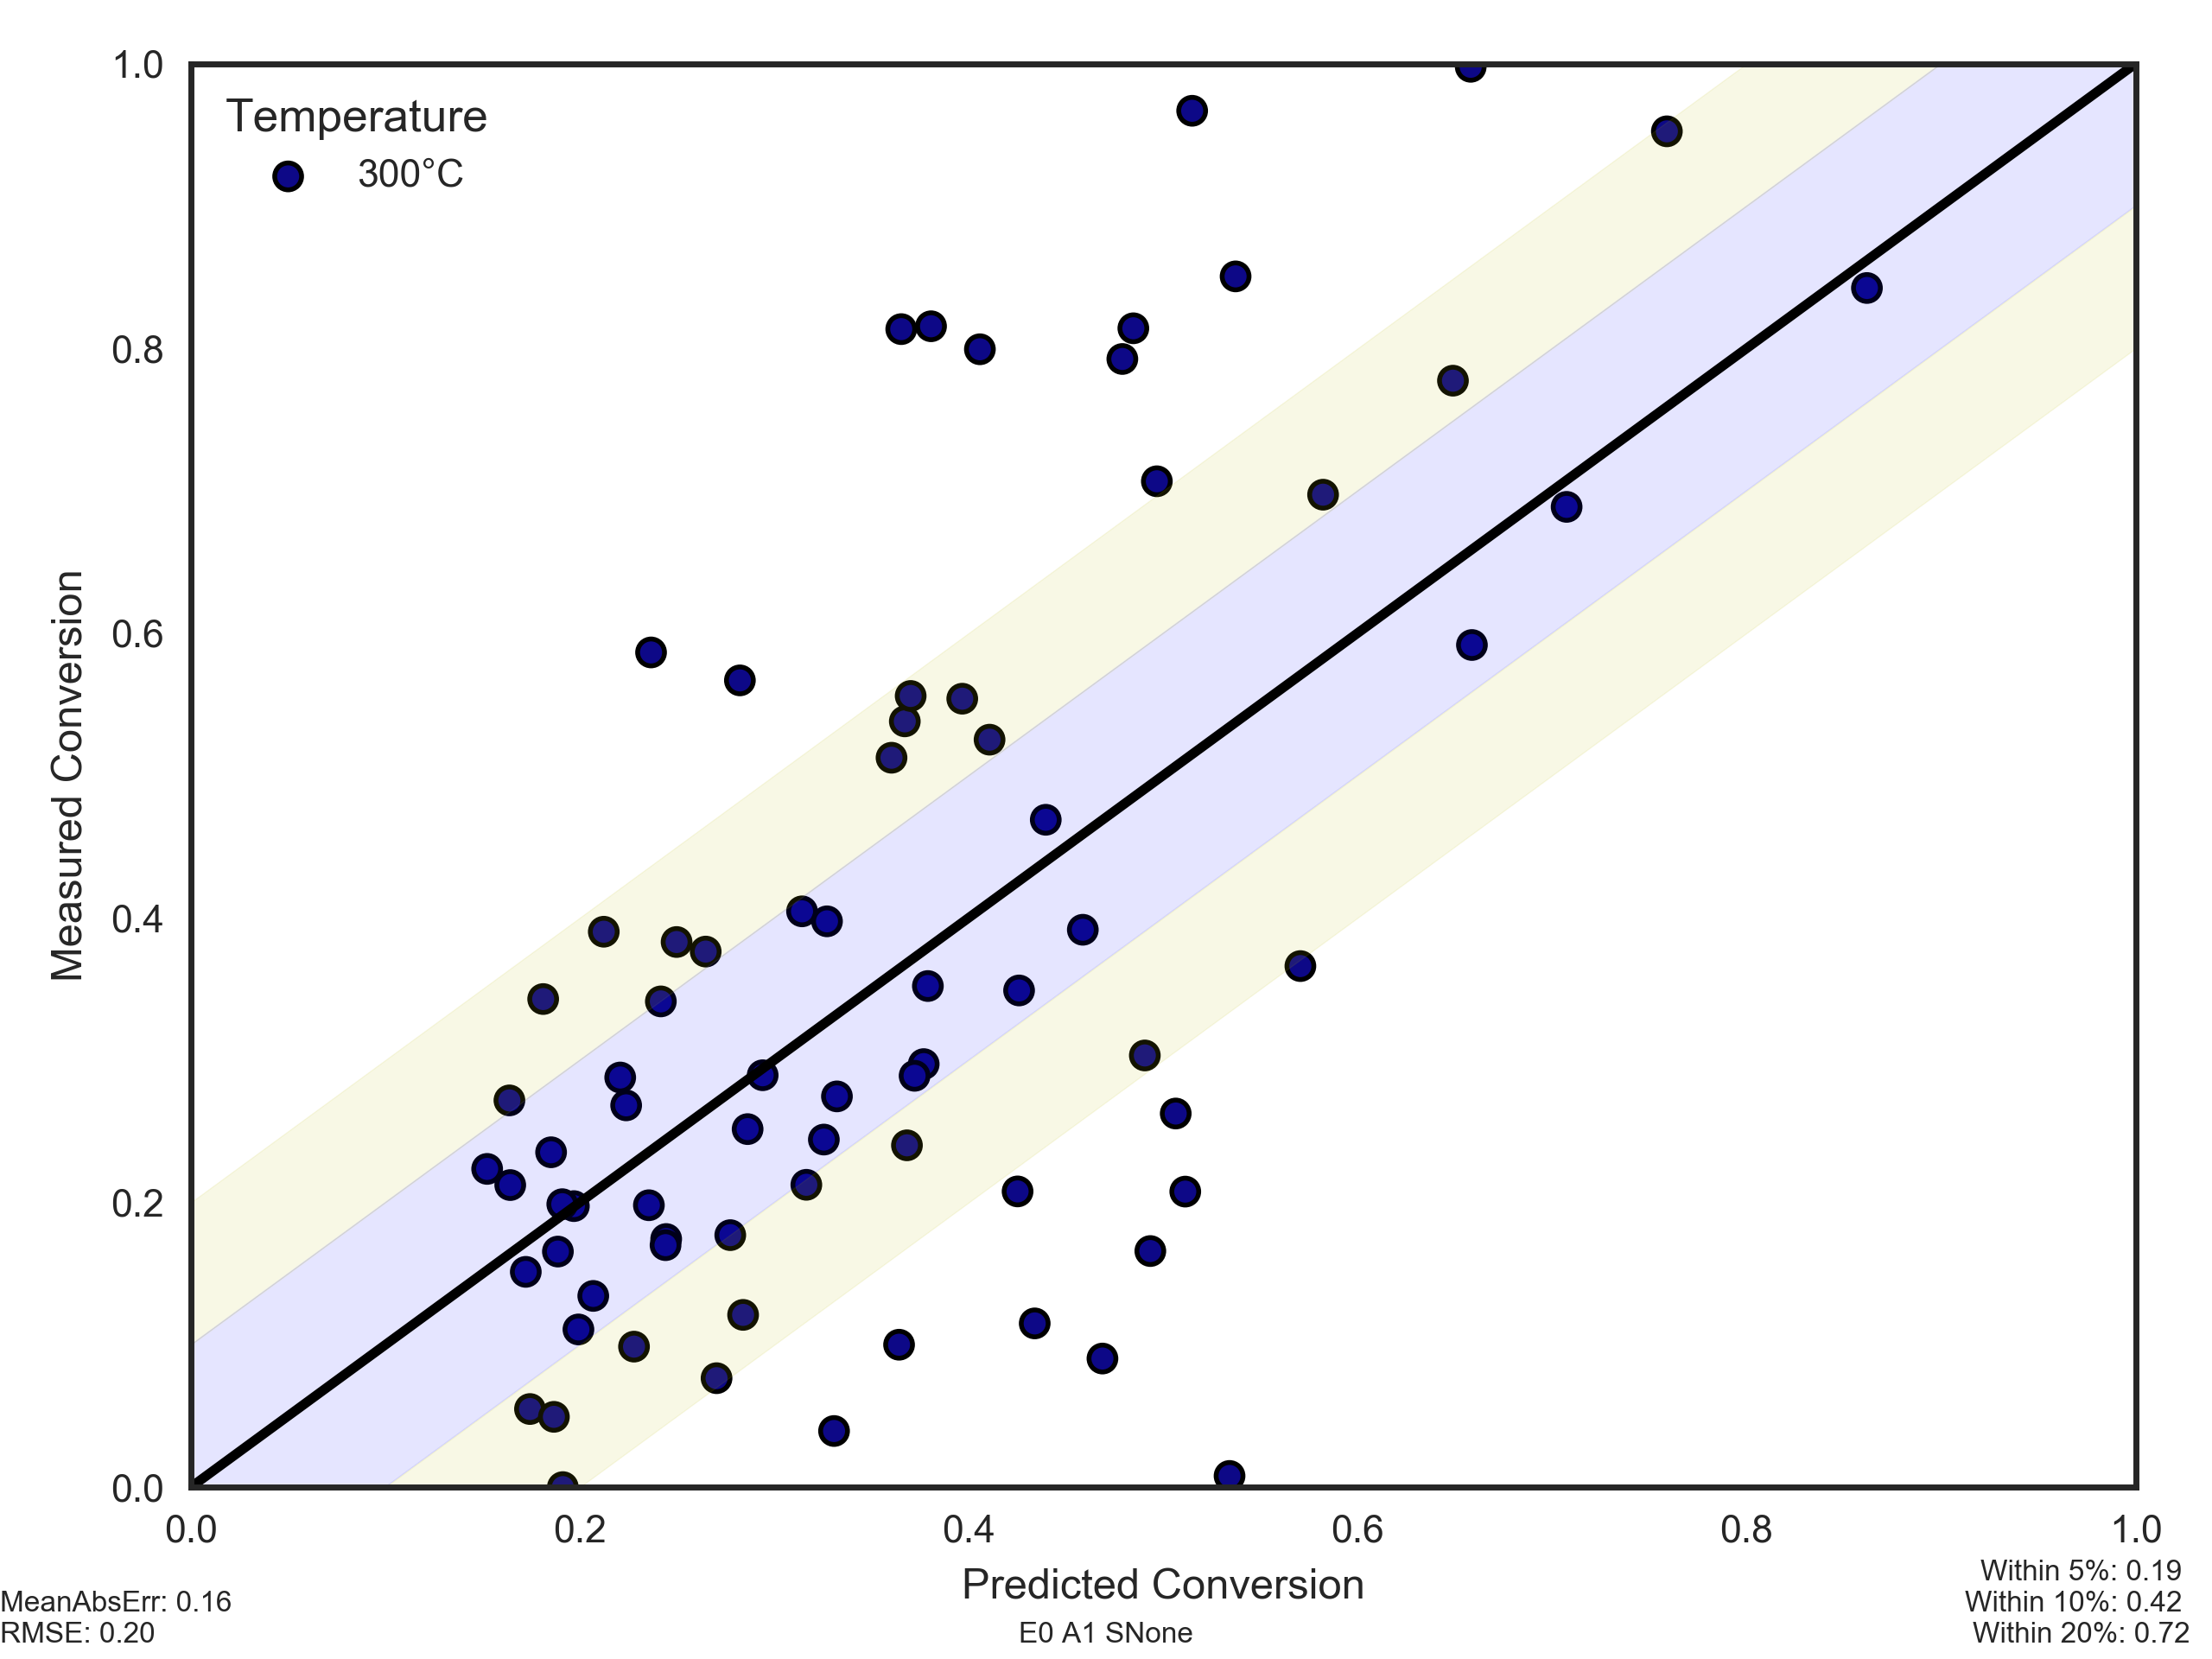 Temperature
300°C
1.0
0.8
0.6
0.4
0.2
0.0
Measured Conversion
0.0 0.2 0.4 0.6 0.8 1.0
Predicted Conversion
E0 A1 SNone
MeanAbsErr: 0.16
RMSE: 0.20
Within 5%: 0.19
Within 10%: 0.42
Within 20%: 0.72